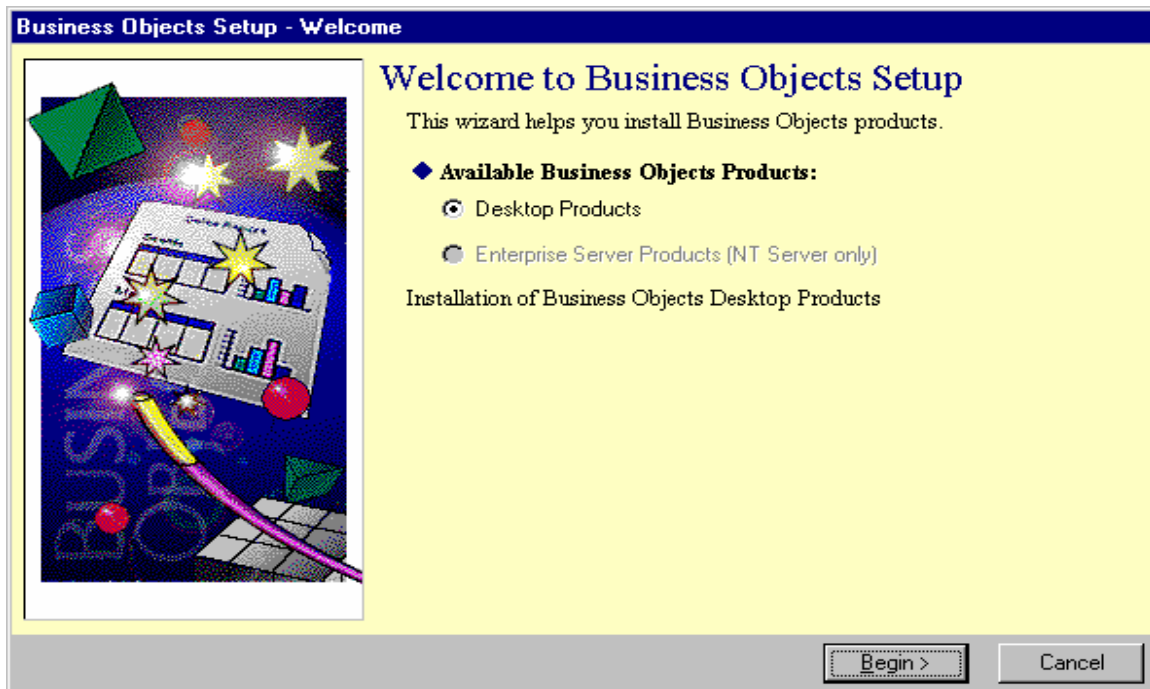 Business Objects Setup - Welcome
Welcome to Business Objects Setup
This wizard helps you install Business Objects products.
Available Business Objects Products:
Desktop Products
Enterprise Server Products (NT Server only)
Installation of Business Objects Desktop Products
BUSIN
Begin >
Cancel